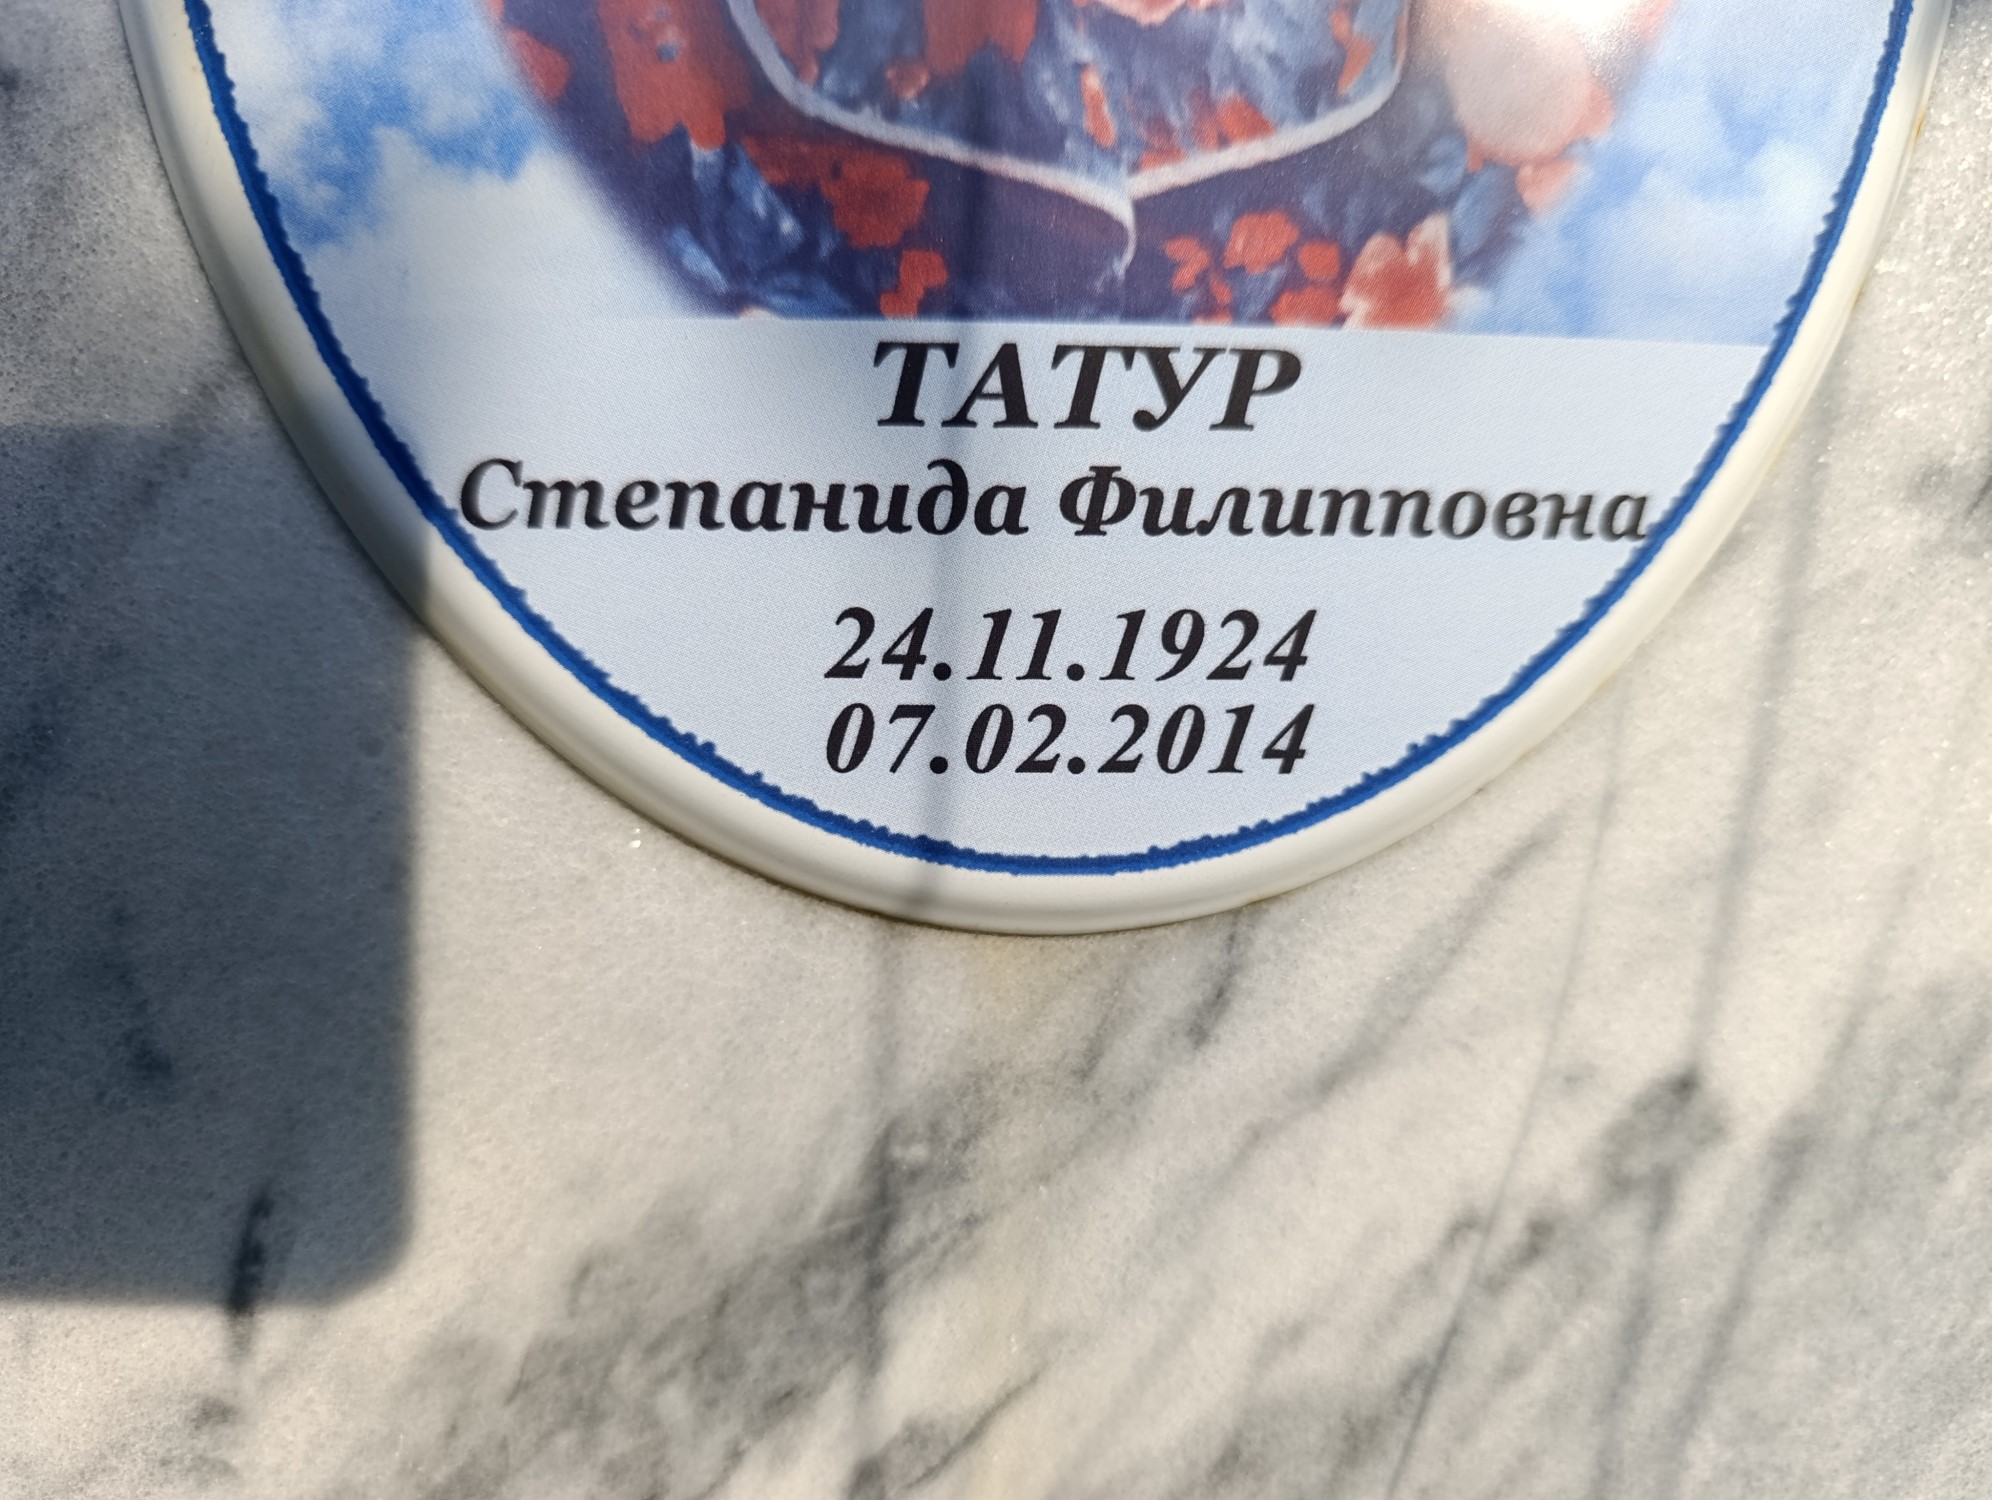 ТАТУР
Степанида Филипповна
24.11.1924
07.02.2014